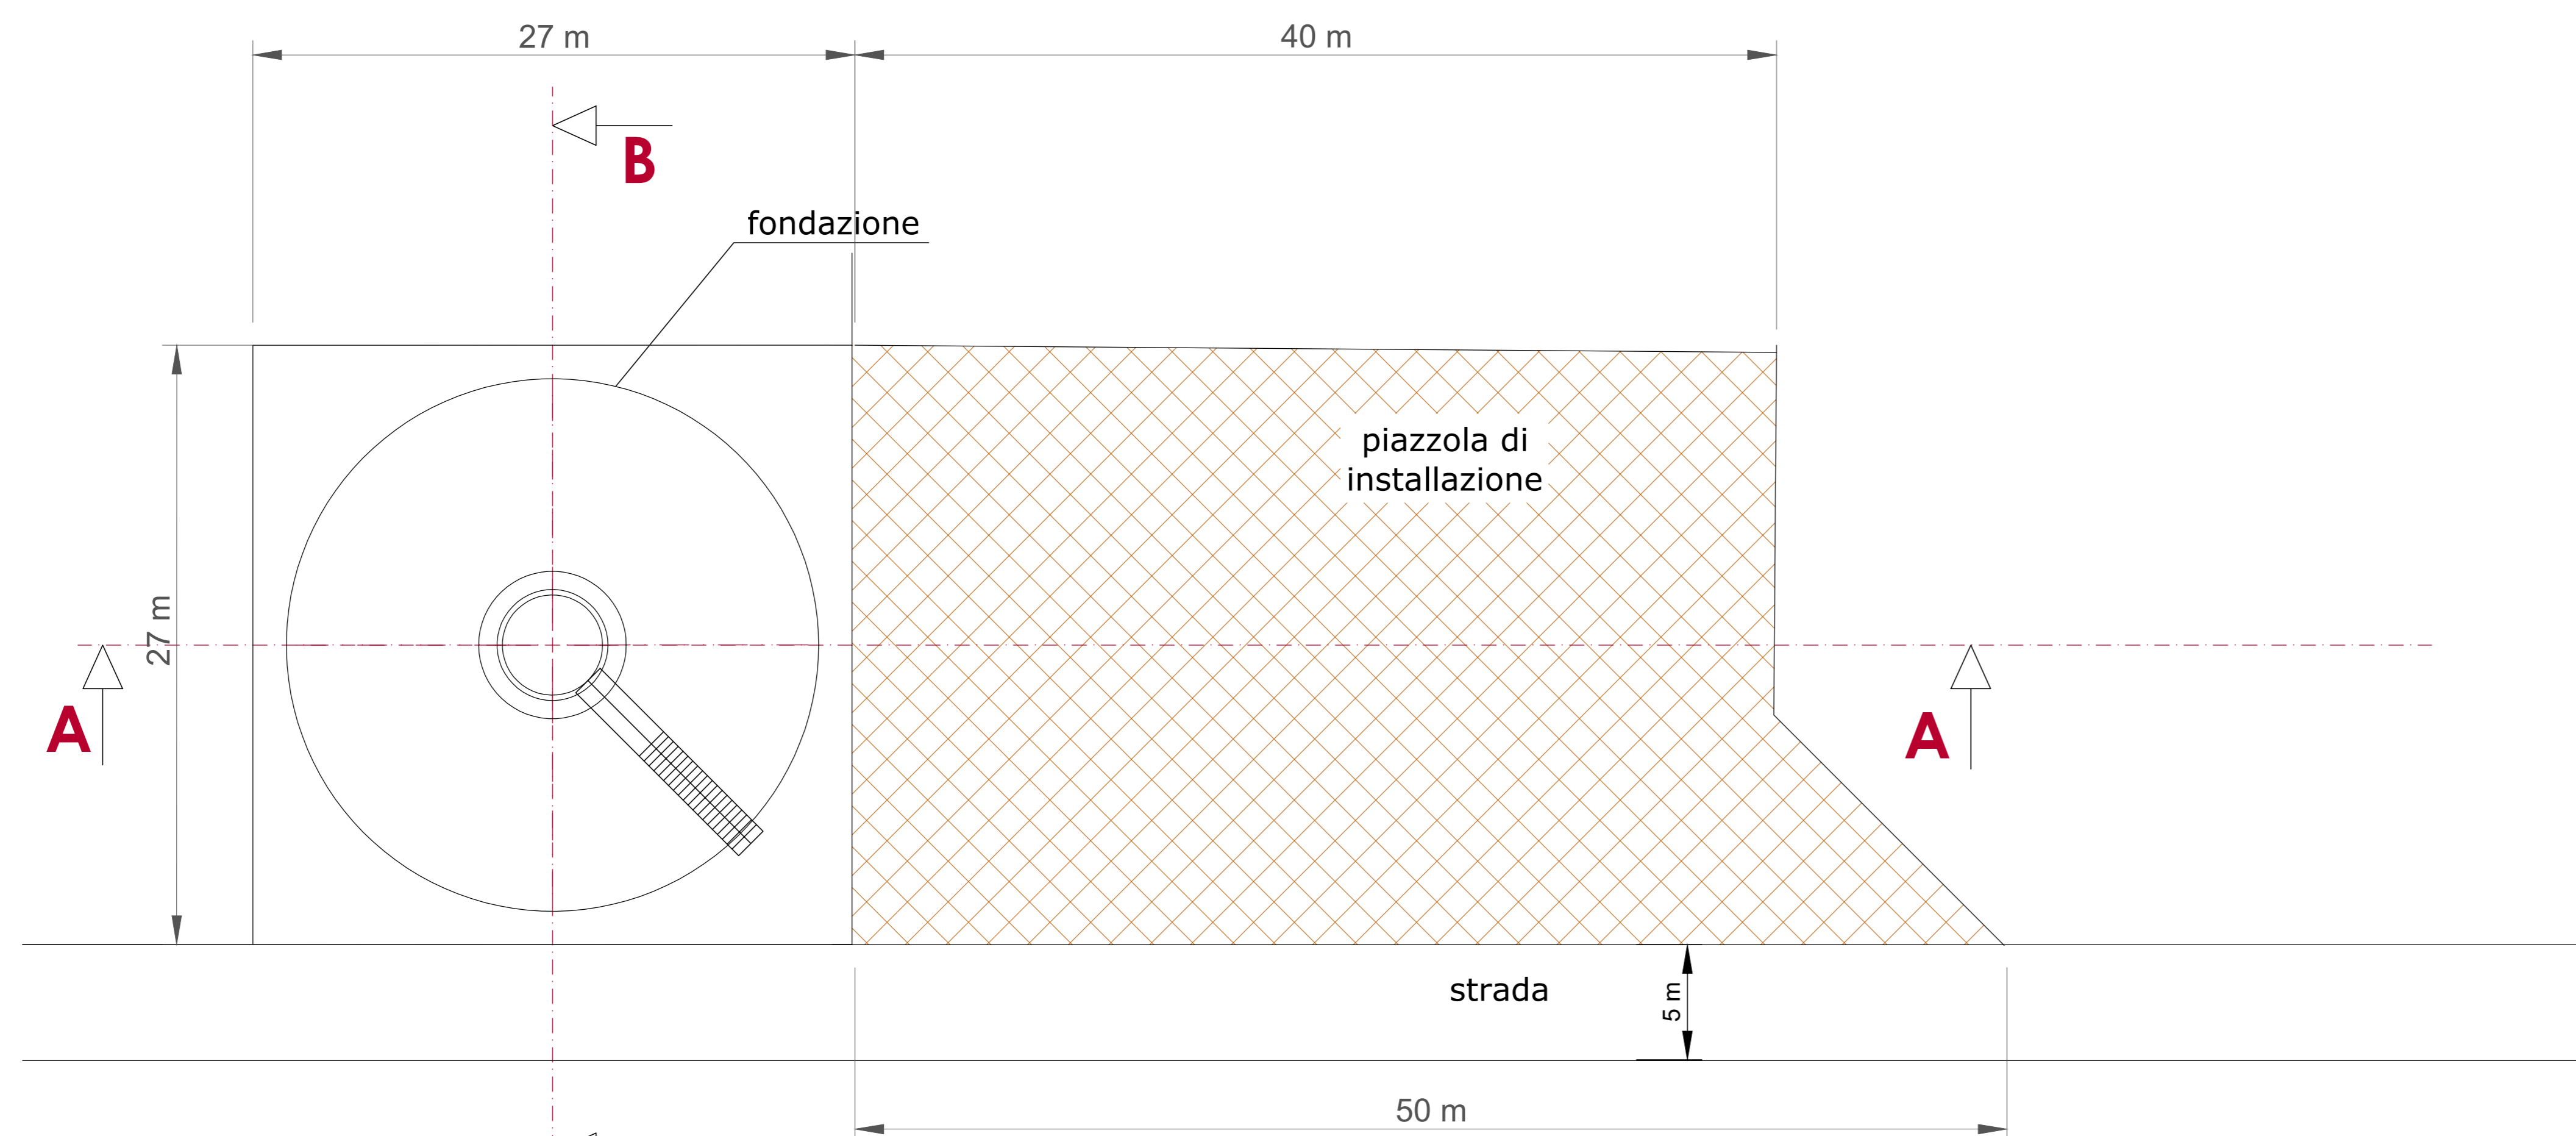 27 m
40 m
B
fondazione
piazzola di
installazione
27 m
A
A
strada
5 m
50 m